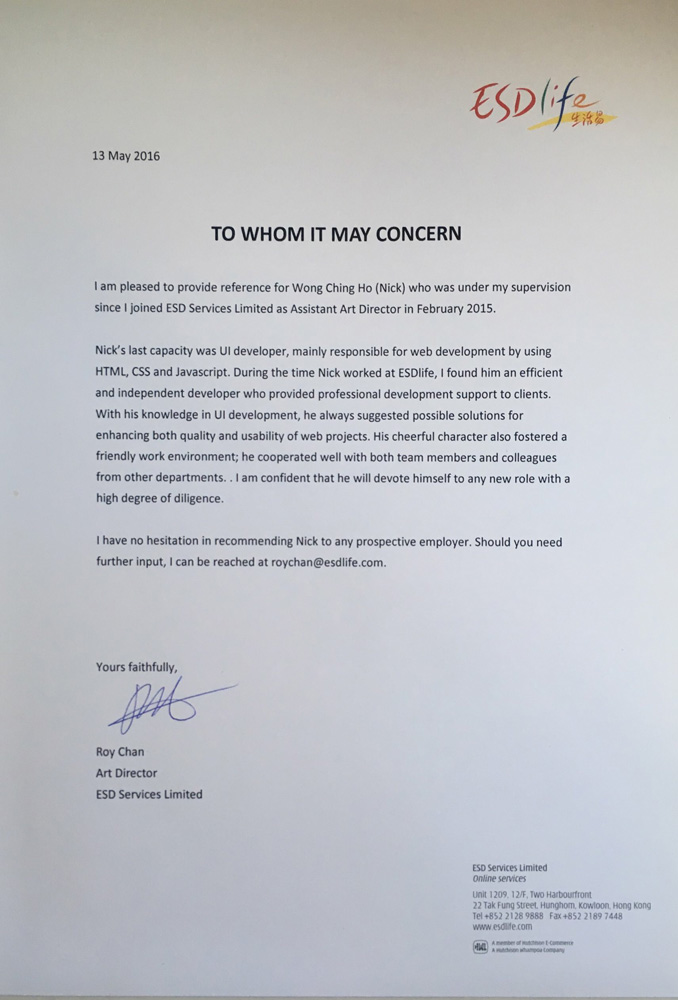 ESDlife
生活易
13 May 2016
TO WHOM IT MAY CONCERN
I am pleased to provide reference for Wong Ching Ho (Nick) who was under my supervision
since I joined ESD Services Limited as Assistant Art Director in February 2015.
Nick's last capacity was UI developer, mainly responsible for web development by using
HTML, CSS and Javascript. During the time Nick worked at ESDlife, I found him an efficient
and independent developer who provided professional development support to clients.
With his knowledge in UI development, he always suggested possible solutions for
enhancing both quality and usability of web projects. His cheerful character also fostered a
friendly work environment; he cooperated well with both team members and colleagues
from other departments. . I am confident that he will devote himself to any new role with a
high degree of diligence.
I have no hesitation in recommending Nick to any prospective employer. Should you need
further input, I can be reached at roychan@esdlife.com.
Yours faithfully,
Roy Chan
Art Director
ESD Services Limited
ESD Services Limited
Online services
Unit 1209, 12/F, Two Harbourfront
22 Tak Fung Street, Hunghom, Kowloon, Hong Kong
Tel +852 2128 9888 Fax +852 2189 7448
www.esdlife.com
A member of Hutchison E-Commerce
A Hutchison Whampoa Company